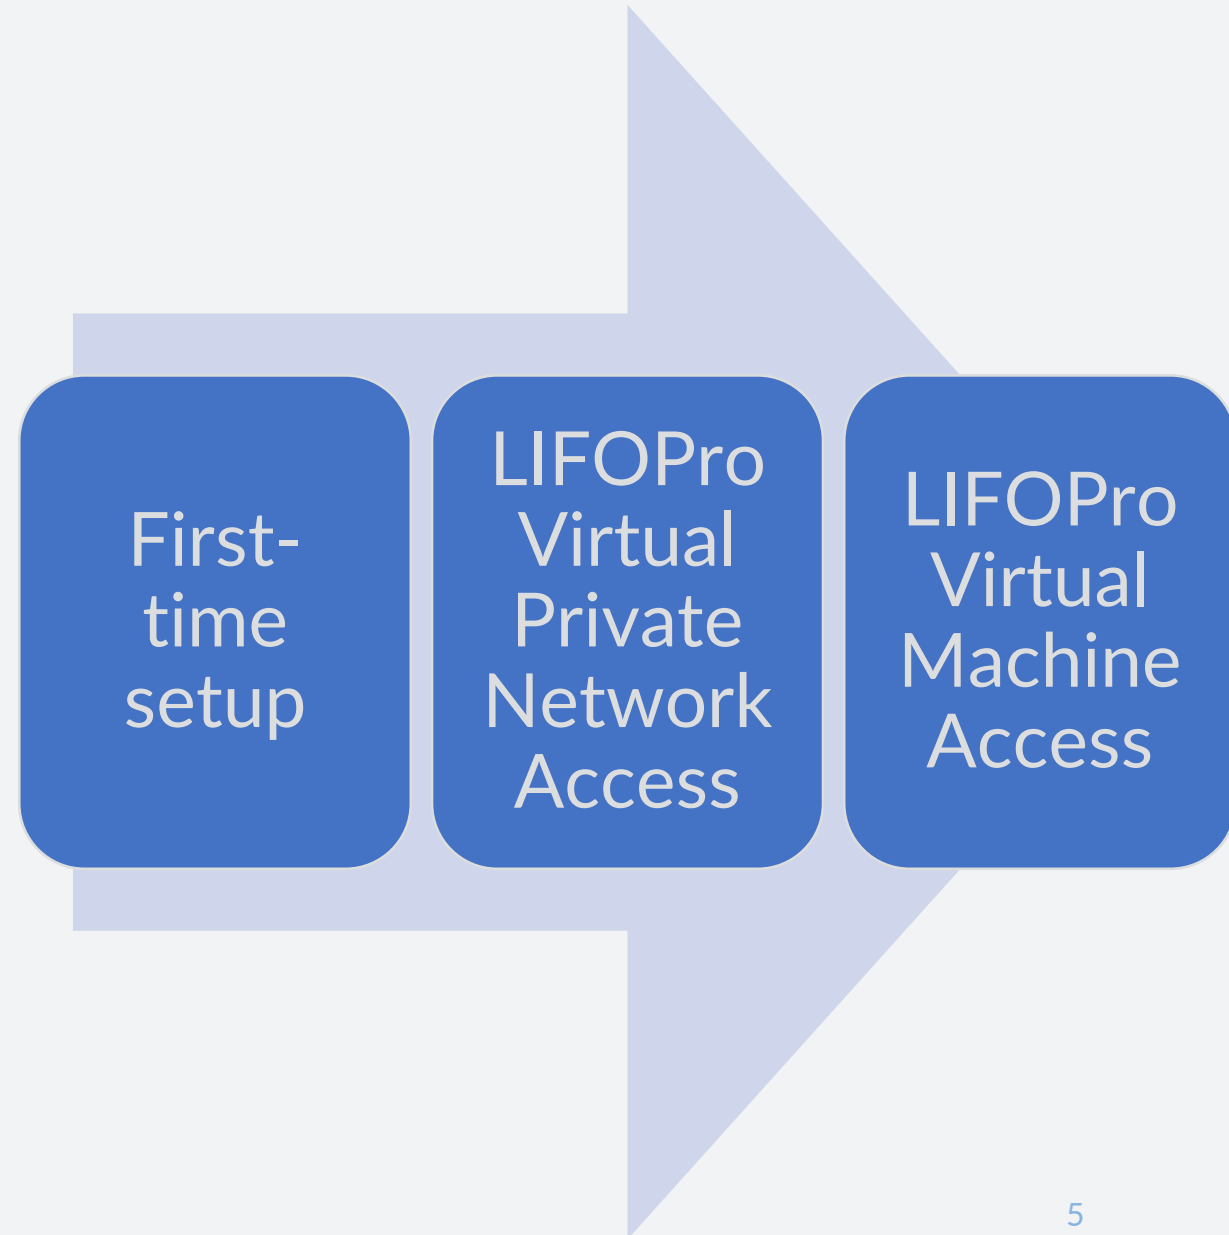 First-
time
setup
LIFOPro
Virtual
Private
Network
Access
LIFOPro
Virtual
Machine
Access
5